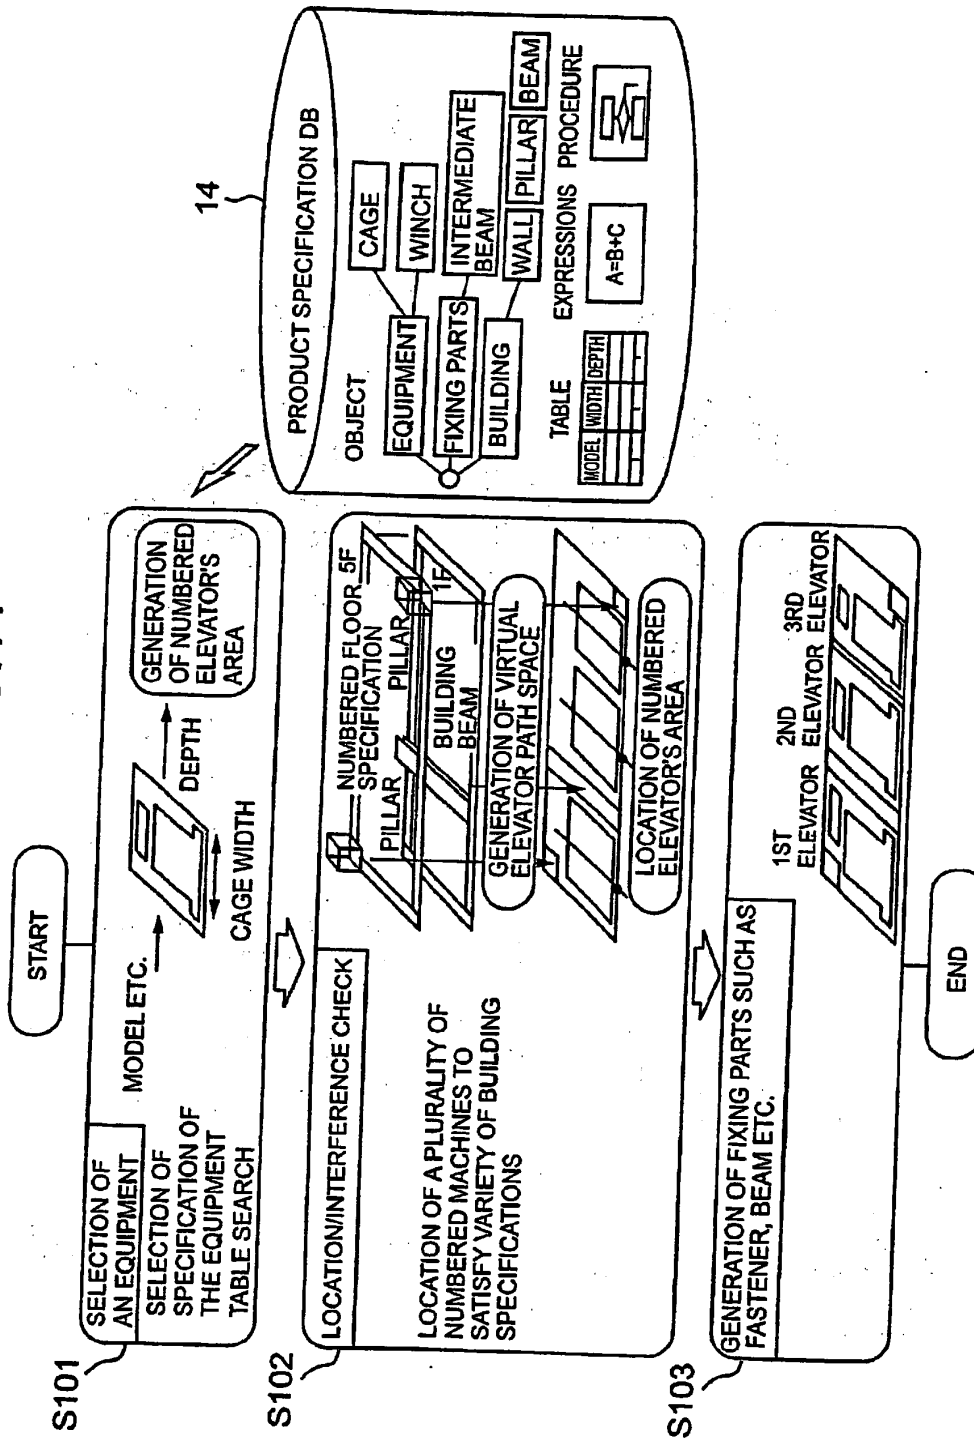 START
S101
SELECTION OF
AN EQUIPMENT
SELECTION OF
SPECIFICATION OF
THE EQUIPMENT
TABLE SEARCH
MODEL ETC.
CAGE WIDTH
DEPTH
GENERATION
OF NUMBERED
ELEVATOR'S
AREA
14
PRODUCT SPECIFICATION DB
OBJECT
EQUIPMENT
CAGE
WINCH
FIXING PARTS
INTERMEDIATE
BEAM
BUILDING
WALL
PILLAR
BEAM
TABLE
MODEL WIDTH DEPTH
EXPRESSIONS
A=B+C
PROCEDURE
S102
LOCATION/INTERFERENCE CHECK
LOCATION OF A PLURALITY OF
NUMBERED MACHINES TO
SATISFY VARIETY OF BUILDING
SPECIFICATIONS
NUMBERED FLOOR 5F
SPECIFICATION
PILLAR
PILLAR
1F
BUILDING
BEAM
GENERATION OF VIRTUAL
ELEVATOR PATH SPACE
LOCATION OF NUMBERED
ELEVATOR'S AREA
S103
GENERATION OF FIXING PARTS SUCH AS
FASTENER, BEAM ETC.
1ST
ELEVATOR
2ND
ELEVATOR
3RD
ELEVATOR
END